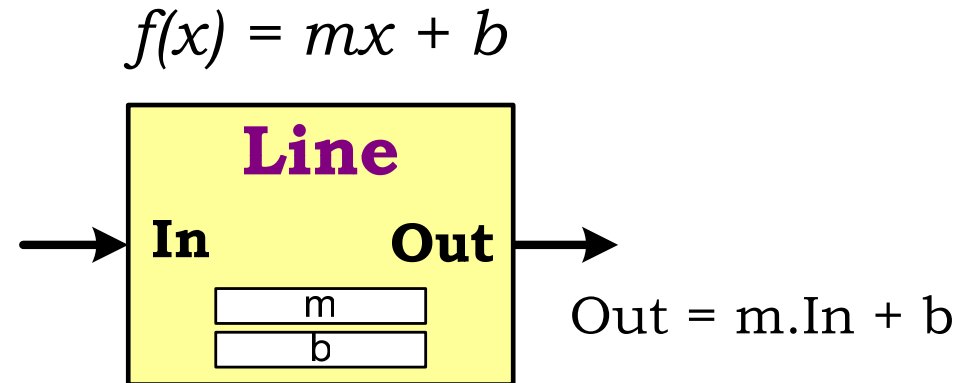 f(x) = mx + b
Line
In Out
m
b
Out = m.In + b